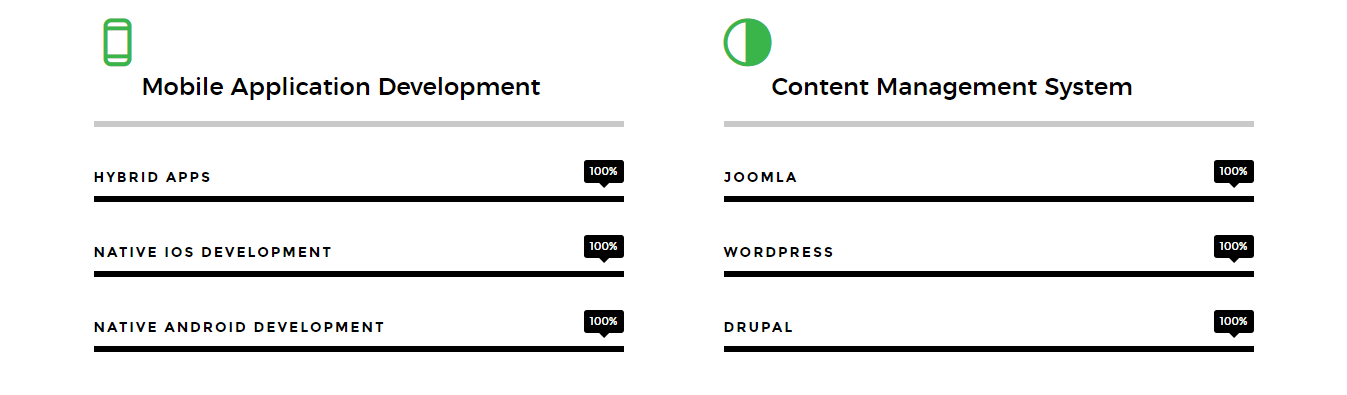 Mobile Application Development
HYBRID APPS 100%
NATIVE IOS DEVELOPMENT 100%
NATIVE ANDROID DEVELOPMENT 100%
Content Management System
JOOMLA 100%
WORDPRESS 100%
DRUPAL 100%